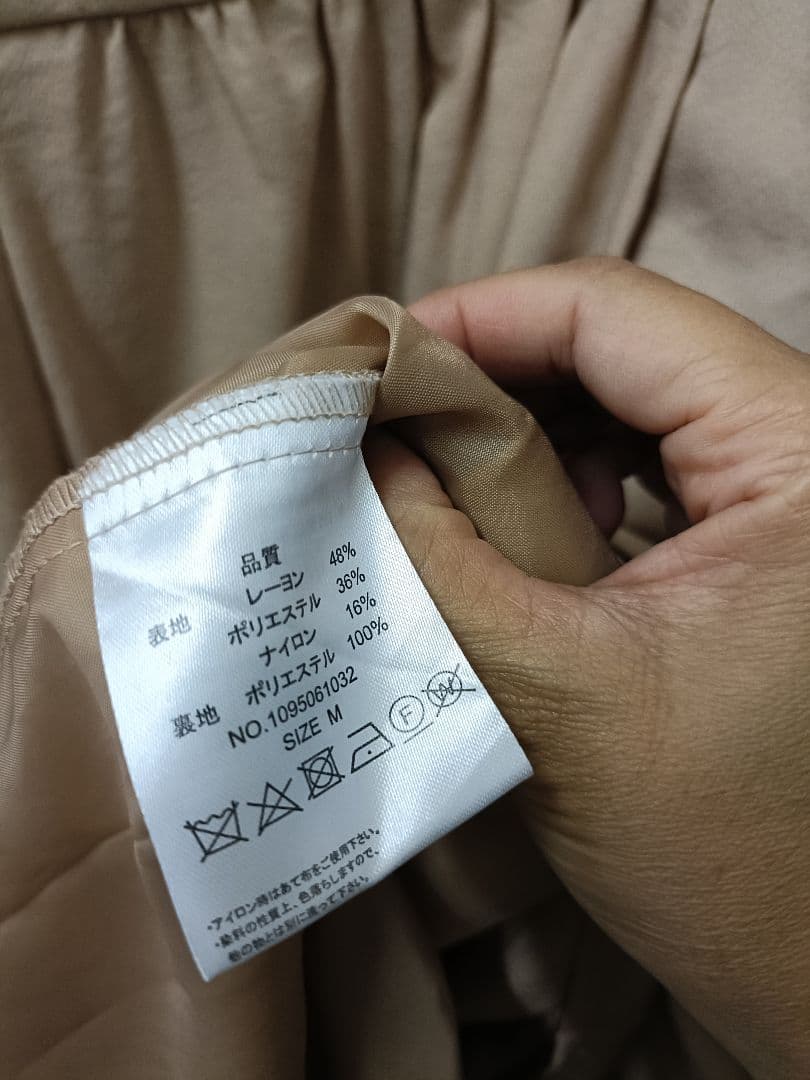 品質
表地 レーヨン 48%
ポリエステル 36%
ナイロン 16%
裏地 ポリエステル 100%
NO.1095061032
SIZE M
F W
・アイロン時はあて布をご使用下さい。
・染料の性質上、色落ちしますので、
他の物とは別に洗って下さい。